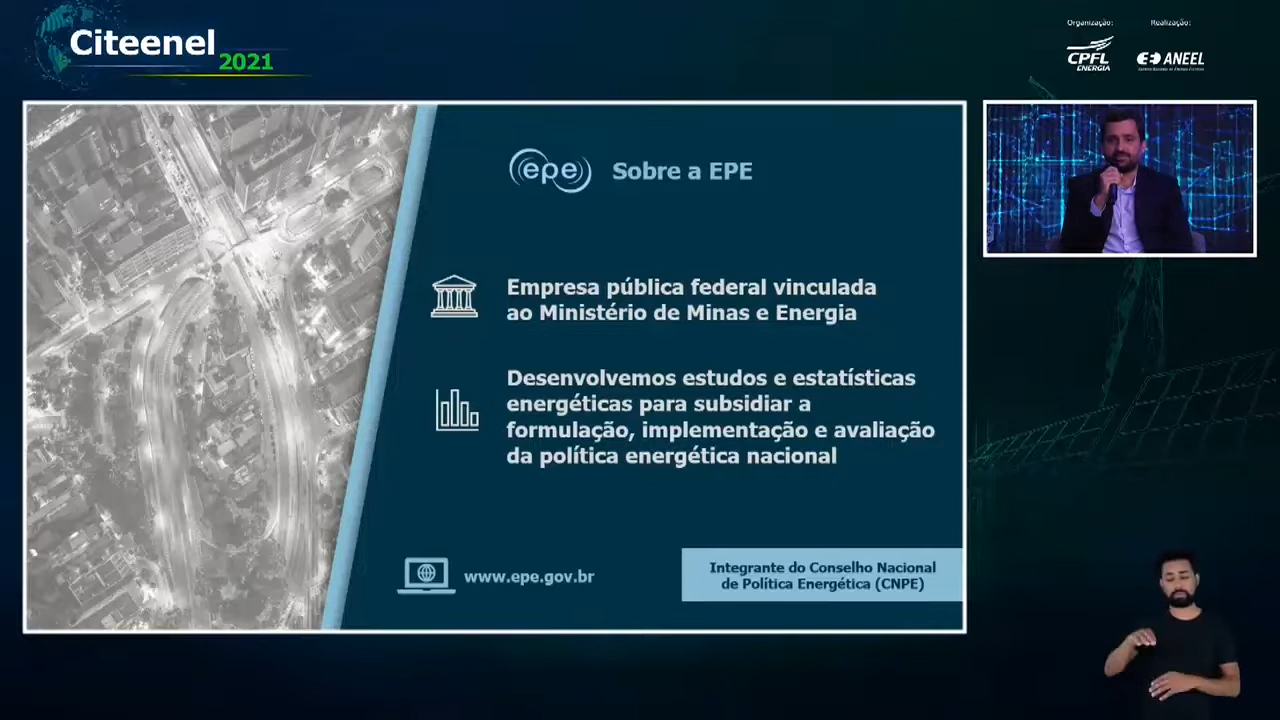 Citeenel
2021
Organização:
Realização:
CPFL
ENERGIA
ANEEL
epe
Sobre a EPE
Empresa pública federal vinculada
ao Ministério de Minas e Energia
Desenvolvemos estudos e estatísticas
energéticas para subsidiar a
formulação, implementação e avaliação
da política energética nacional
www.epe.gov.br
Integrante do Conselho Nacional
de Política Energética (CNPE)